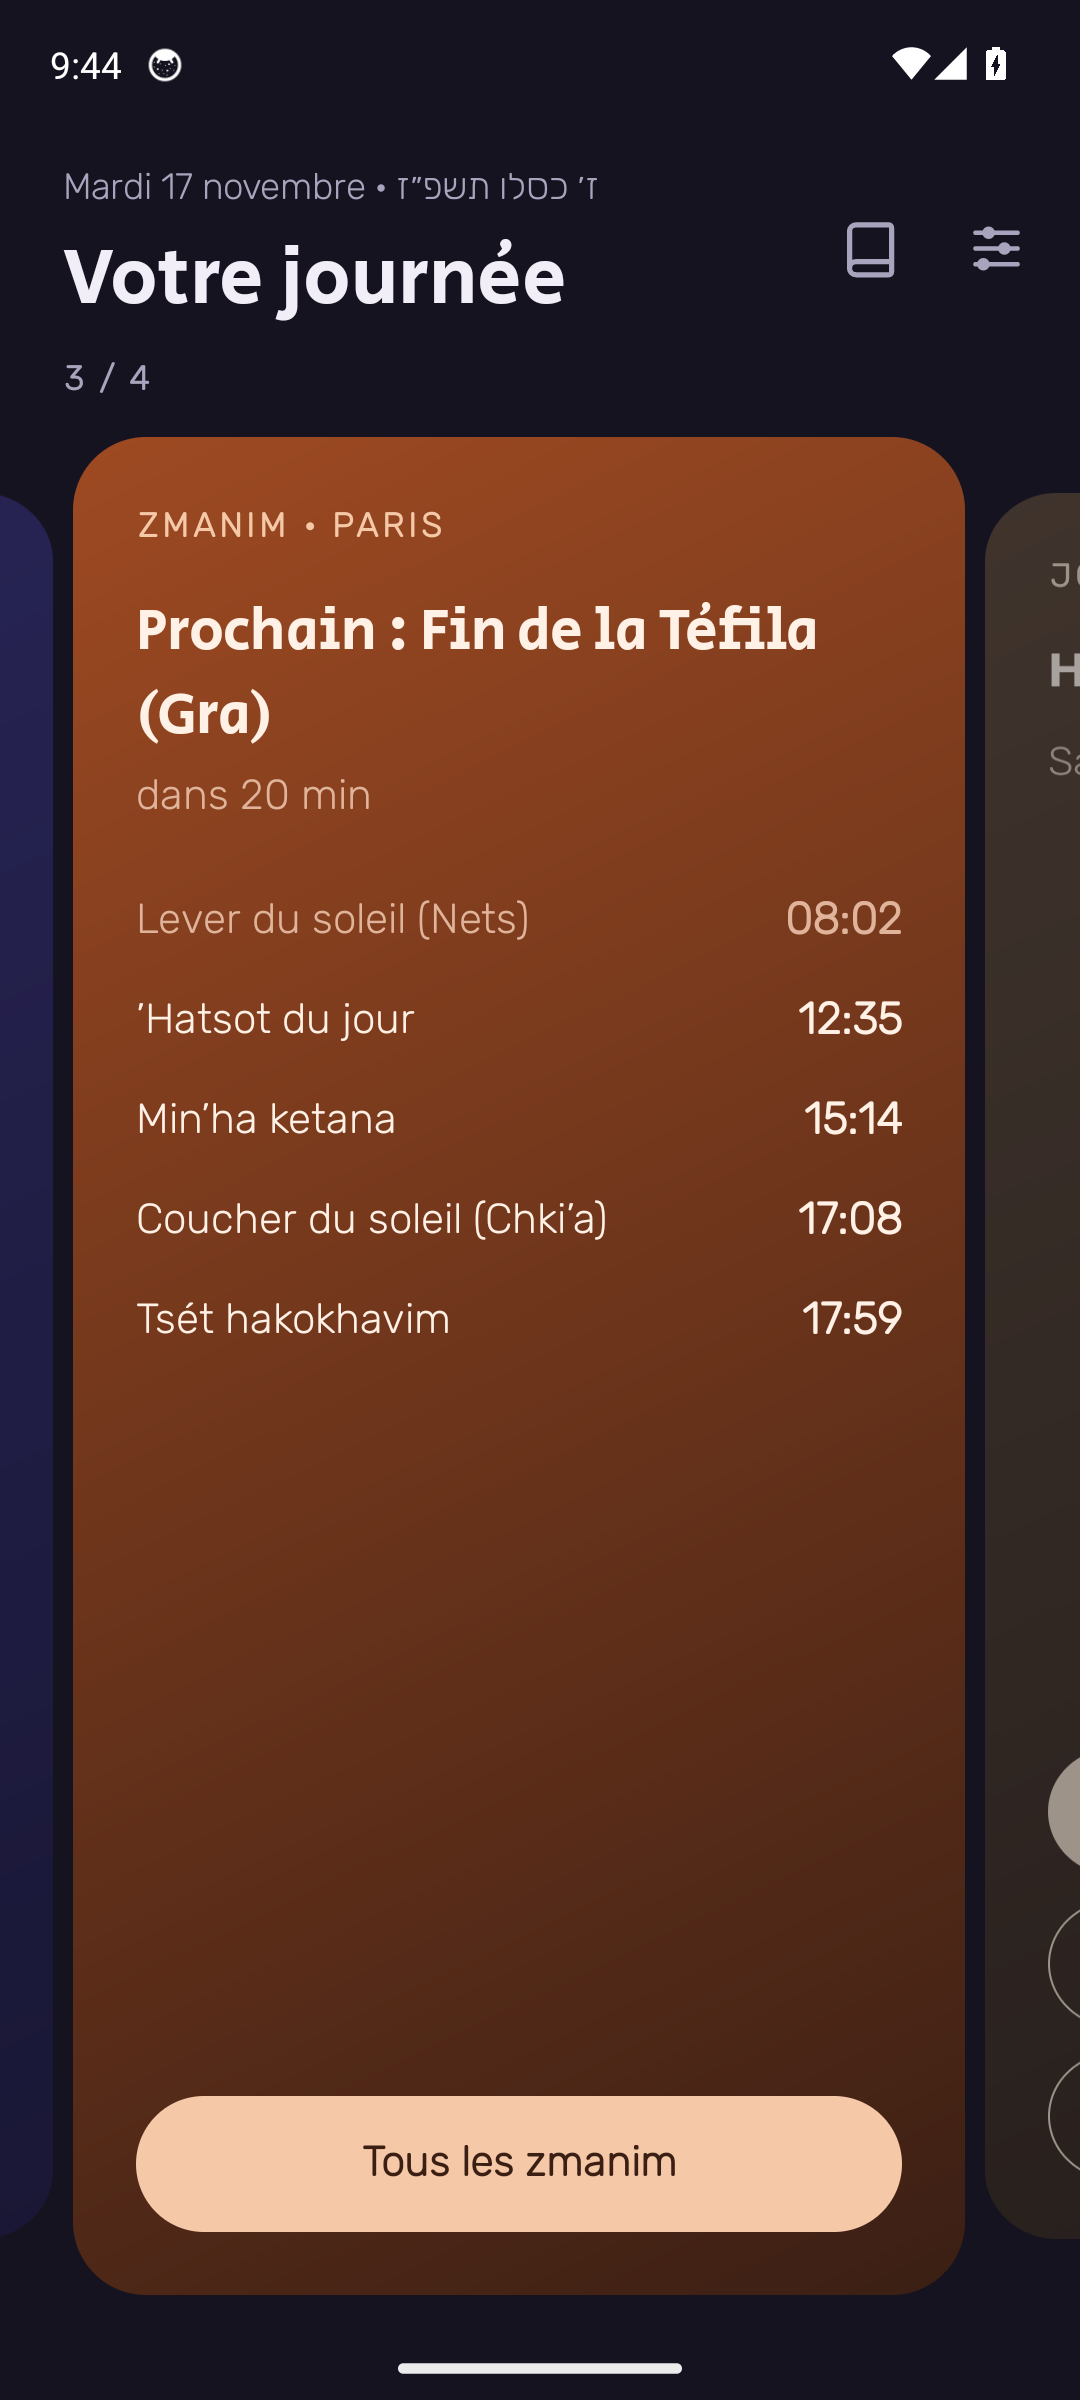 9:44
Mardi 17 novembre • ז׳ כסלו תשפ״ז
Votre journée
3 / 4
ZMANIM • PARIS
Prochain : Fin de la Téfila
(Gra)
dans 20 min
Lever du soleil (Nets) 08:02
’Hatsot du jour 12:35
Min’ha ketana 15:14
Coucher du soleil (Chki’a) 17:08
Tsét hakokhavim 17:59
Tous les zmanim